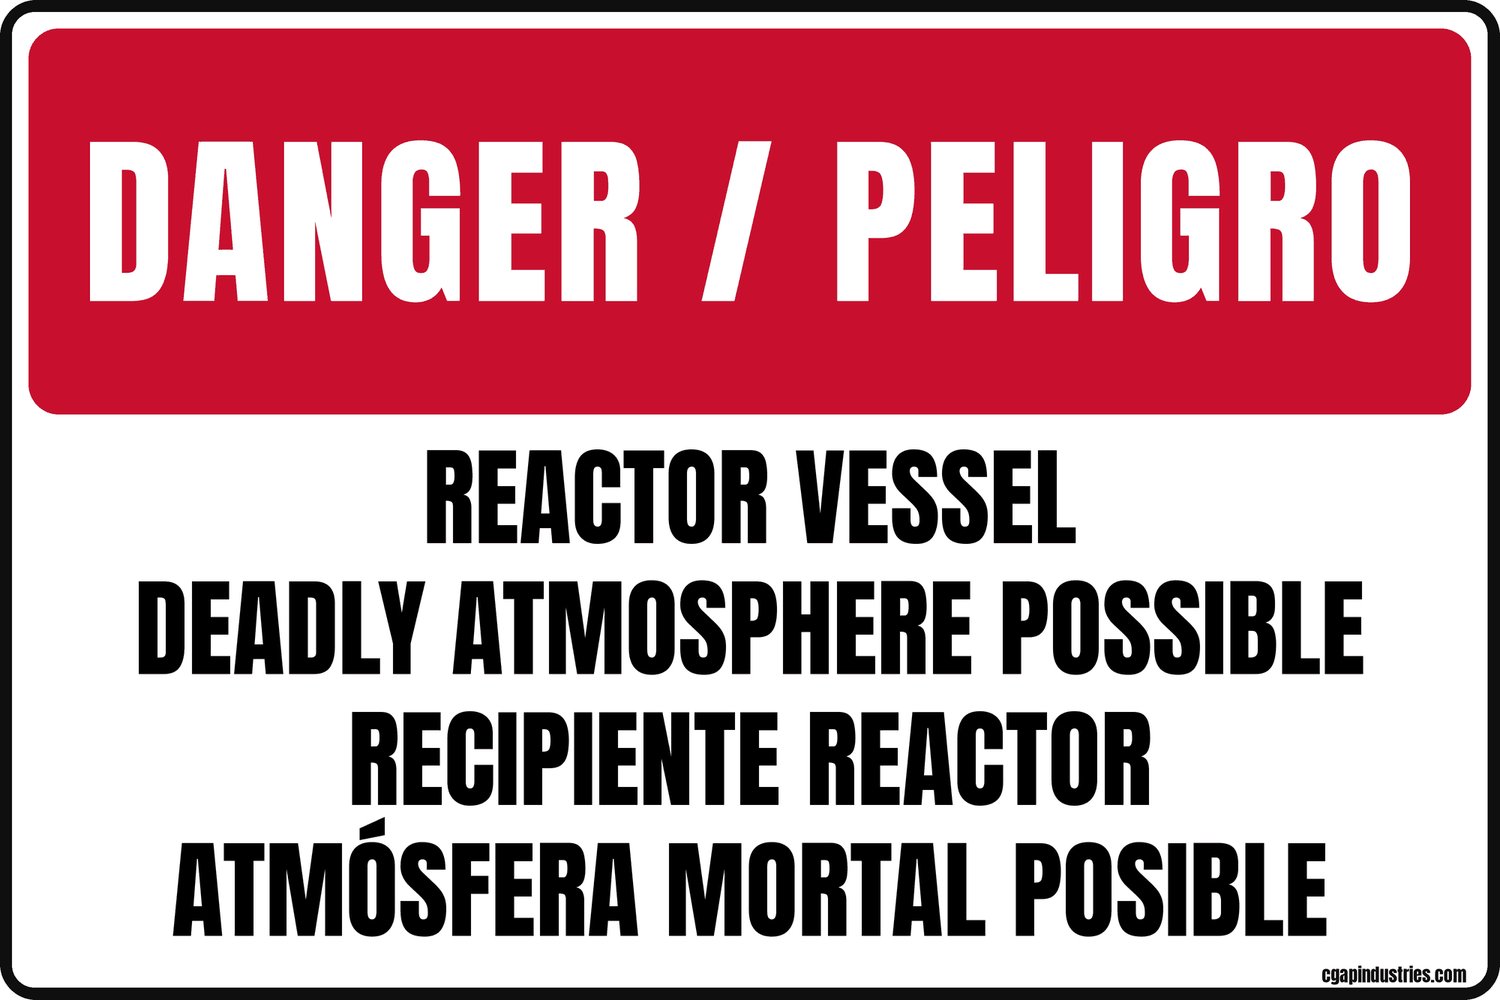 DANGER / PELIGRO
REACTOR VESSEL
DEADLY ATMOSPHERE POSSIBLE
RECIPIENTE REACTOR
ATMÓSFERA MORTAL POSIBLE
cgapindustries.com